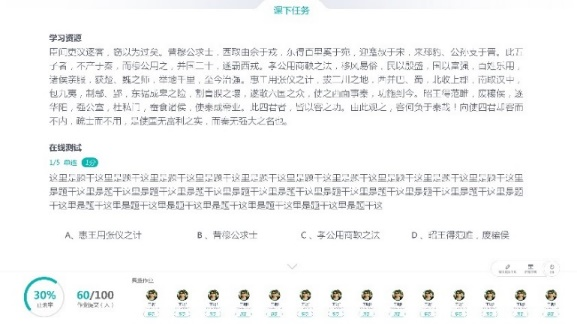 课下任务
学习资源
臣闻吏议逐客，窃以为过矣。昔穆公求士，西取由余于戎，东得百里奚于宛，迎蹇叔于宋，来邳豹、公孙支于晋。此五
子者，不产于秦，而穆公用之，并国二十，遂霸西戎。孝公用商鞅之法，移风易俗，民以殷盛，国以富强，百姓乐用，
诸侯亲服，获楚、魏之师，举地千里，至今治强。惠王用张仪之计，拔三川之地，西并巴、蜀，北收上郡，南取汉中，
包九夷，制鄢、郢，东据成皋之险，割膏腴之壤，遂散六国之众，使之西面事秦，功施到今。昭王得范雎，废穰侯，逐
华阳，强公室，杜私门，蚕食诸侯，使秦成帝业。此四君者，皆以客之功。由此观之，客何负于秦哉！向使四君却客而
不内，疏士而不用，是使国无富利之实，而秦无强大之名也。
在线测试
1/5 单选 1分
这里是题干这里是题干这里是题干这里是题干这里是题干这里是题干这里是题干这里是题干这里是题干这里是题干这里
是题干这里是题干这里是题干这里是题干这里是题干这里是题干这里是题干这里是题干这里是题干这里是题干这里是题
干这里是题干这里是题干这里是题干这里是题干这里是题干这里是题干
A、惠王用张仪之计 B、昔穆公求士 C、孝公用商鞅之法 D、昭王得范雎，废穰侯
30% 60/100